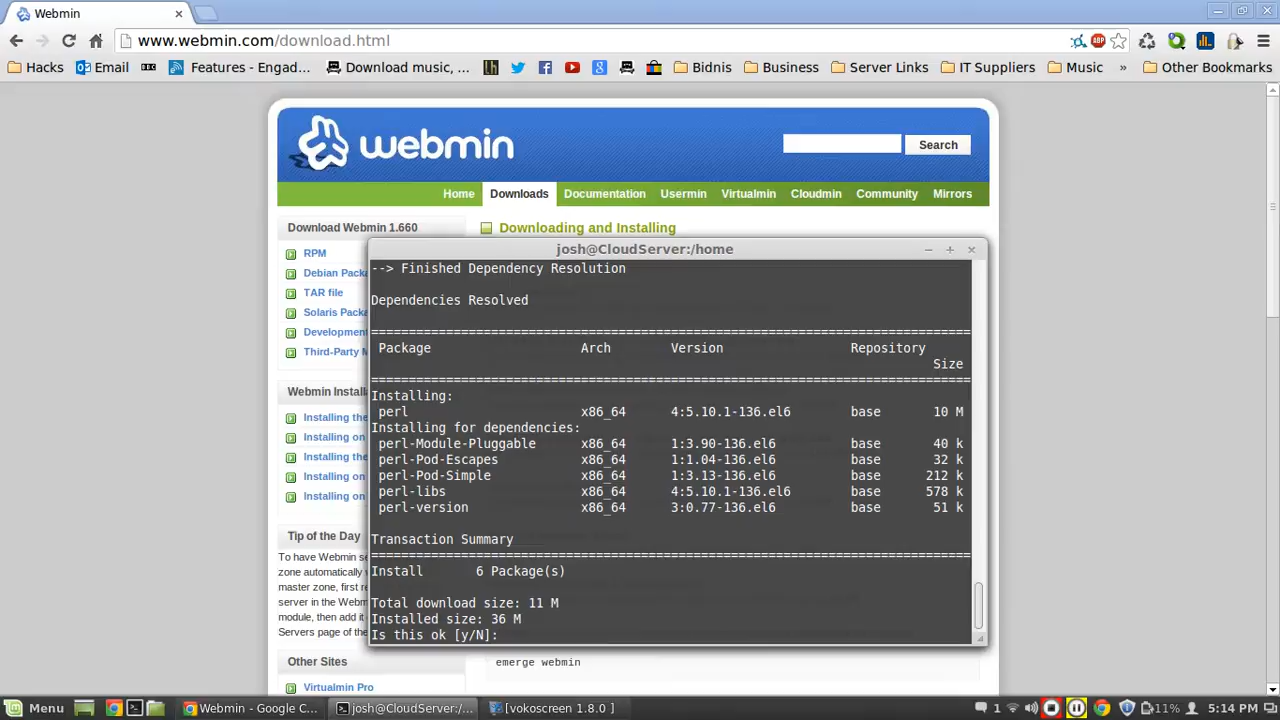 Webmin
www.webmin.com/download.html
Hacks Email Features - Engad... Download music, ... Bidnis Business Server Links IT Suppliers Music » Other Bookmarks
webmin
Search
Home Downloads Documentation Usermin Virtualmin Cloudmin Community Mirrors
Download Webmin 1.660
RPM
Debian Packa
TAR file
Solaris Packa
Development
Third-Party M
Webmin Installa
Installing the
Installing on
Installing the
Installing on
Installing on
Tip of the Day
To have Webmin se
zone automatically
master zone, first r
server in the Webm
module, then add it
Servers page of the
Other Sites
Virtualmin Pro
Downloading and Installing
josh@CloudServer:/home
--> Finished Dependency Resolution
Dependencies Resolved
================================================================================
Package Arch Version Repository
Size
================================================================================
Installing:
perl x86_64 4:5.10.1-136.el6 base 10 M
Installing for dependencies:
perl-Module-Pluggable x86_64 1:3.90-136.el6 base 40 k
perl-Pod-Escapes x86_64 1:1.04-136.el6 base 32 k
perl-Pod-Simple x86_64 1:3.13-136.el6 base 212 k
perl-libs x86_64 4:5.10.1-136.el6 base 578 k
perl-version x86_64 3:0.77-136.el6 base 51 k
Transaction Summary
================================================================================
Install 6 Package(s)
Total download size: 11 M
Installed size: 36 M
Is this ok [y/N]:
emerge webmin
Menu Webmin - Google C... josh@CloudServer:/... [vokoscreen 1.8.0 ] 1 11% 5:14 PM